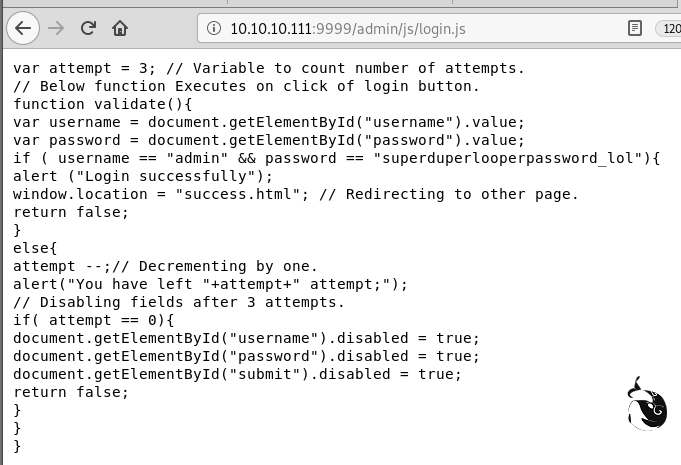 10.10.10.111:9999/admin/js/login.js
120
var attempt = 3; // Variable to count number of attempts.
// Below function Executes on click of login button.
function validate(){
var username = document.getElementById("username").value;
var password = document.getElementById("password").value;
if ( username == "admin" && password == "superduperlooperpassword_lol"){
alert ("Login successfully");
window.location = "success.html"; // Redirecting to other page.
return false;
}
else{
attempt --;// Decrementing by one.
alert("You have left "+attempt+" attempt;");
// Disabling fields after 3 attempts.
if( attempt == 0){
document.getElementById("username").disabled = true;
document.getElementById("password").disabled = true;
document.getElementById("submit").disabled = true;
return false;
}
}
}